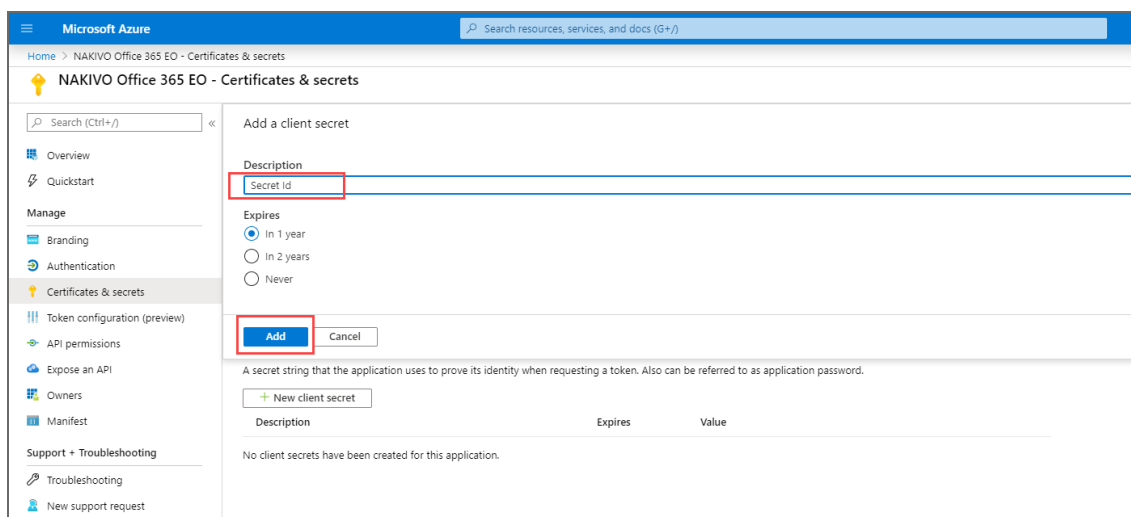 Microsoft Azure
Search resources, services, and docs (G+/)
Home > NAKIVO Office 365 EO - Certificates & secrets
NAKIVO Office 365 EO - Certificates & secrets
Search (Ctrl+/)
«
Overview
Quickstart
Manage
Branding
Authentication
Certificates & secrets
Token configuration (preview)
API permissions
Expose an API
Owners
Manifest
Support + Troubleshooting
Troubleshooting
New support request
Add a client secret
Description
Secret Id
Expires
In 1 year
In 2 years
Never
Add Cancel
A secret string that the application uses to prove its identity when requesting a token. Also can be referred to as application password.
+ New client secret
Description Expires Value
No client secrets have been created for this application.